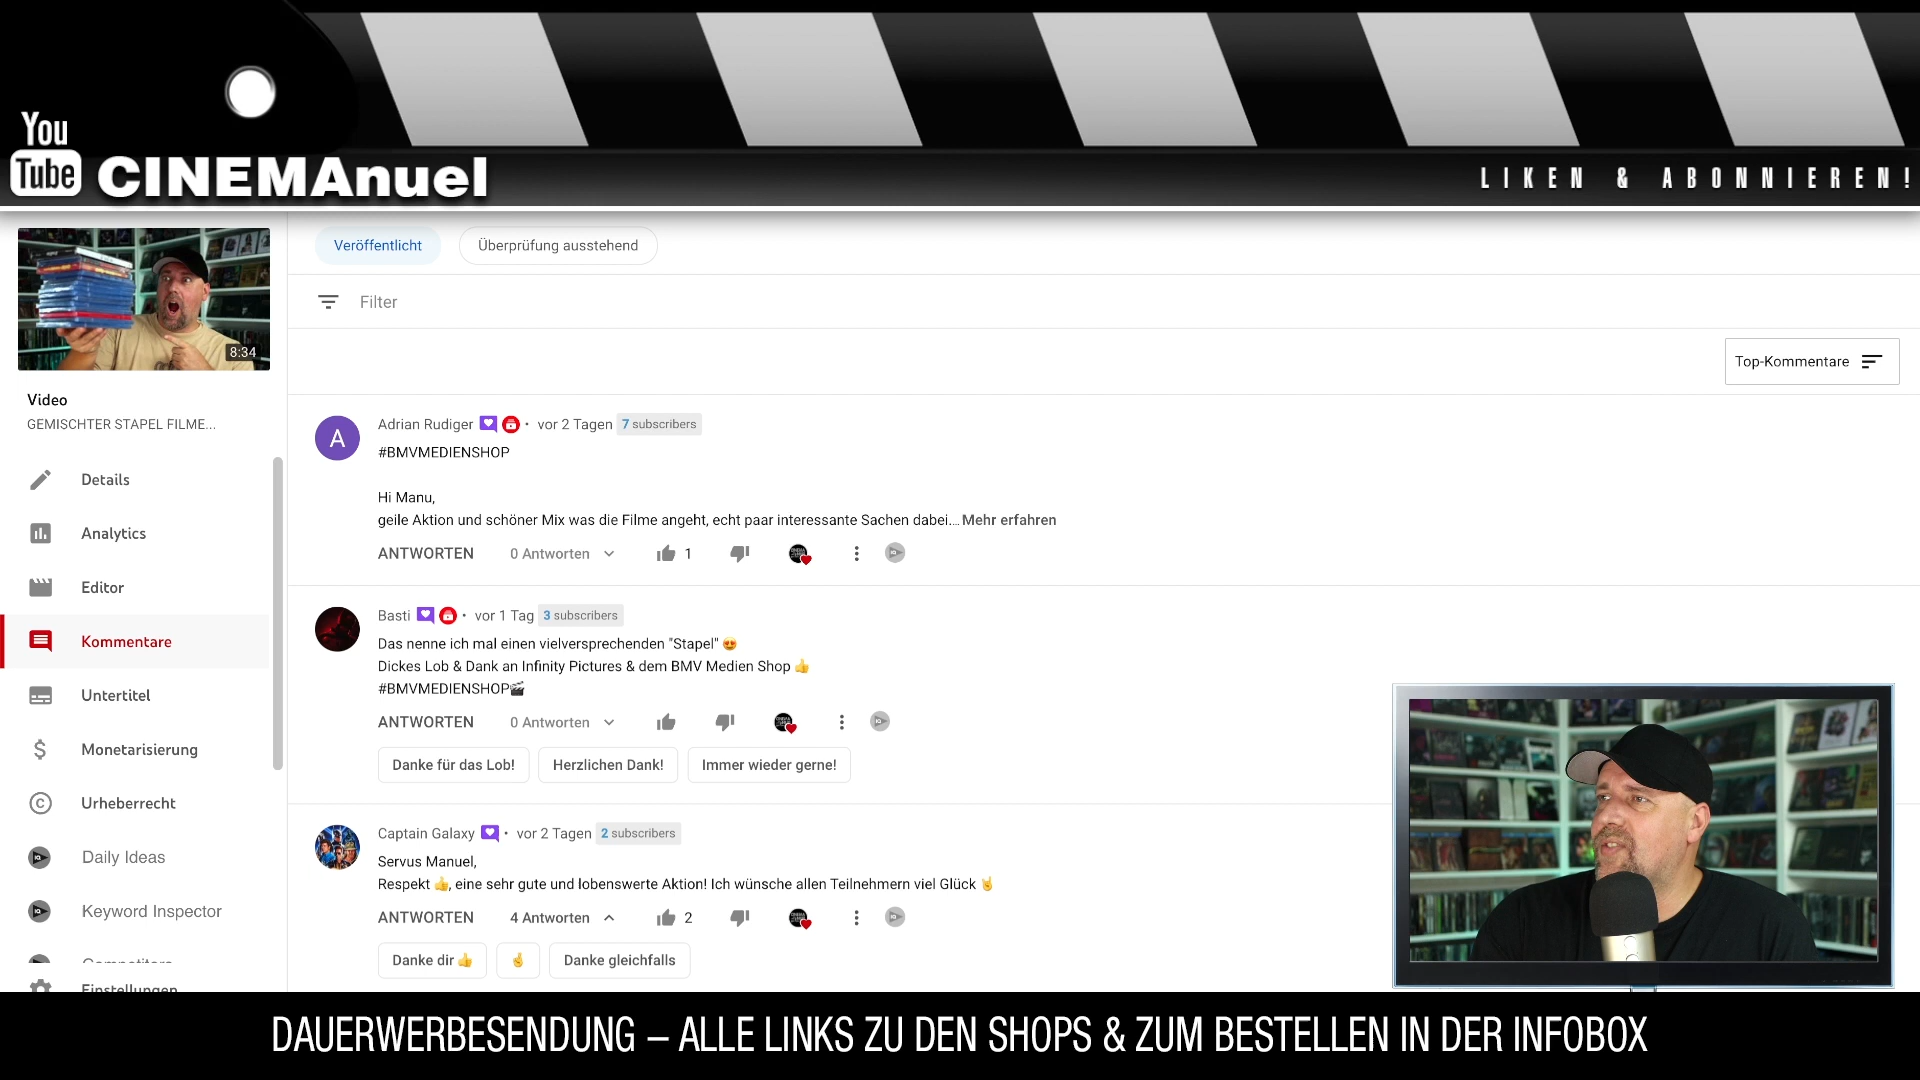 You
Tube
CINEMAnuel
LIKEN & ABONNIEREN!
8:34
Video
GEMISCHTER STAPEL FILME...
Details
Analytics
Editor
Kommentare
Untertitel
Monetarisierung
Urheberrecht
Daily Ideas
Keyword Inspector
Competitors
Einstellungen
Veröffentlicht
Überprüfung ausstehend
Filter
Top-Kommentare
A
Adrian Rudiger • vor 2 Tagen 7 subscribers
#BMVMEDIENSHOP
Hi Manu,
geile Aktion und schöner Mix was die Filme angeht, echt paar interessante Sachen dabei... Mehr erfahren
ANTWORTEN 0 Antworten 1
Basti • vor 1 Tag 3 subscribers
Das nenne ich mal einen vielversprechenden "Stapel" 😍
Dickes Lob & Dank an Infinity Pictures & dem BMV Medien Shop 👍
#BMVMEDIENSHOP🎬
ANTWORTEN 0 Antworten
Danke für das Lob! Herzlichen Dank! Immer wieder gerne!
Captain Galaxy • vor 2 Tagen 2 subscribers
Servus Manuel,
Respekt 👍, eine sehr gute und lobenswerte Aktion! Ich wünsche allen Teilnehmern viel Glück 🤘
ANTWORTEN 4 Antworten 2
Danke dir 👍 🤞 Danke gleichfalls
DAUERWERBESENDUNG – ALLE LINKS ZU DEN SHOPS & ZUM BESTELLEN IN DER INFOBOX